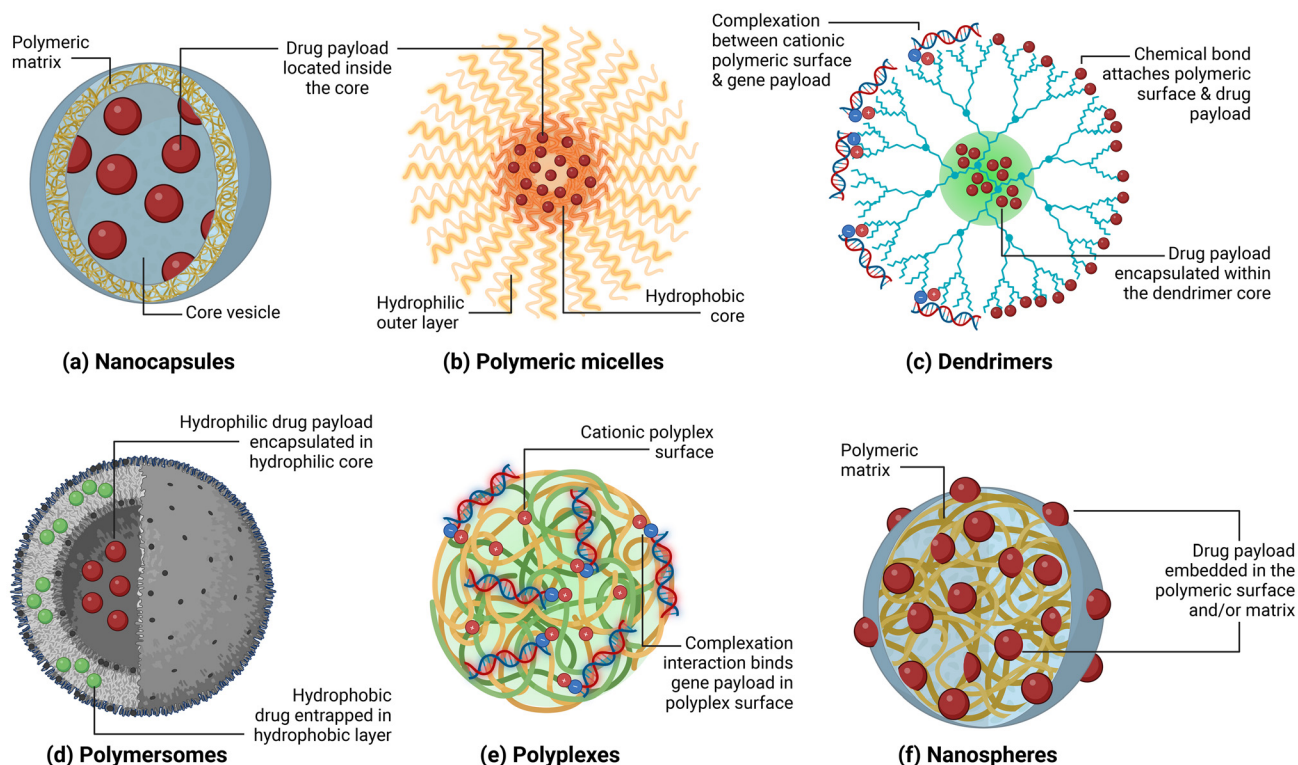 Polymeric
matrix
Drug payload
located inside
the core
Core vesicle
(a) Nanocapsules
Hydrophilic
outer layer
Hydrophobic
core
(b) Polymeric micelles
Complexation
between cationic
polymeric surface
& gene payload
Chemical bond
attaches polymeric
surface & drug
payload
Drug payload
encapsulated within
the dendrimer core
(c) Dendrimers
Hydrophilic drug payload
encapsulated in
hydrophilic core
Hydrophobic
drug entrapped in
hydrophobic layer
(d) Polymersomes
Cationic polyplex
surface
Complexation
interaction binds
gene payload in
polyplex surface
(e) Polyplexes
Polymeric
matrix
Drug payload
embedded in the
polymeric surface
and/or matrix
(f) Nanospheres